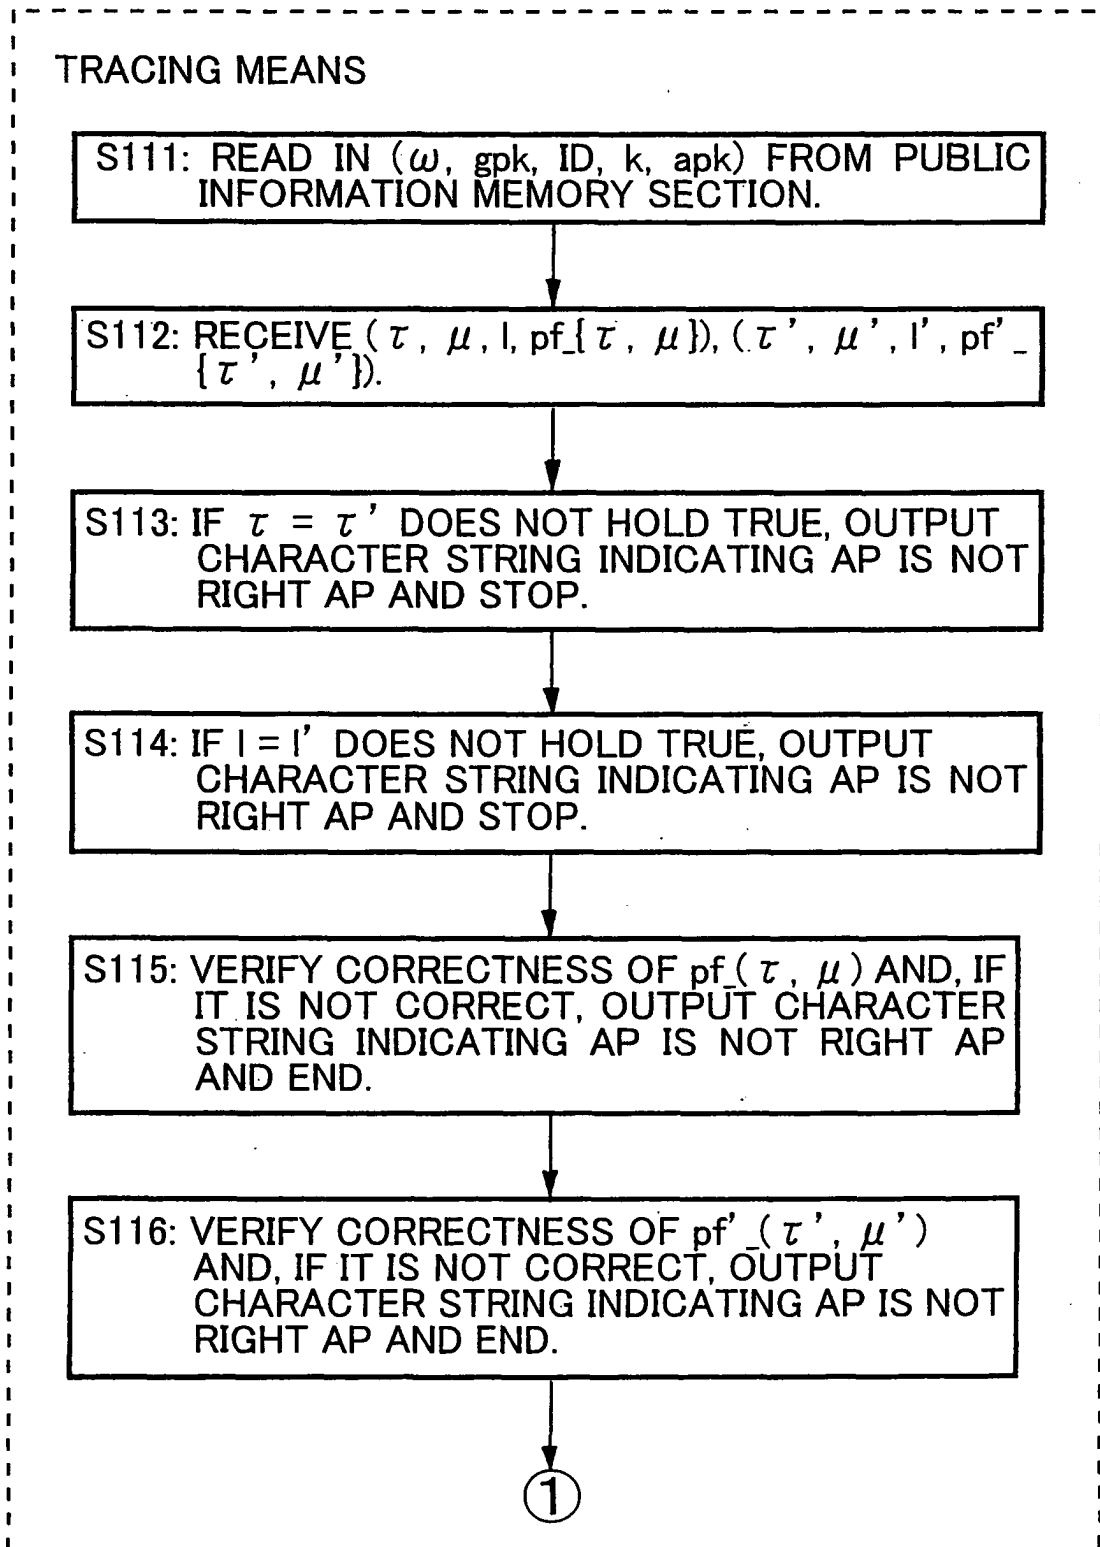 TRACING MEANS
S111: READ IN (ω, gpk, ID, k, apk) FROM PUBLIC
INFORMATION MEMORY SECTION.
S112: RECEIVE (τ, μ, l, pf_{τ, μ}), (τ', μ', l', pf'_
{τ', μ'}).
S113: IF τ = τ' DOES NOT HOLD TRUE, OUTPUT
CHARACTER STRING INDICATING AP IS NOT
RIGHT AP AND STOP.
S114: IF l = l' DOES NOT HOLD TRUE, OUTPUT
CHARACTER STRING INDICATING AP IS NOT
RIGHT AP AND STOP.
S115: VERIFY CORRECTNESS OF pf_(τ, μ) AND, IF
IT IS NOT CORRECT, OUTPUT CHARACTER
STRING INDICATING AP IS NOT RIGHT AP
AND END.
S116: VERIFY CORRECTNESS OF pf'_(τ', μ')
AND, IF IT IS NOT CORRECT, OUTPUT
CHARACTER STRING INDICATING AP IS NOT
RIGHT AP AND END.
①